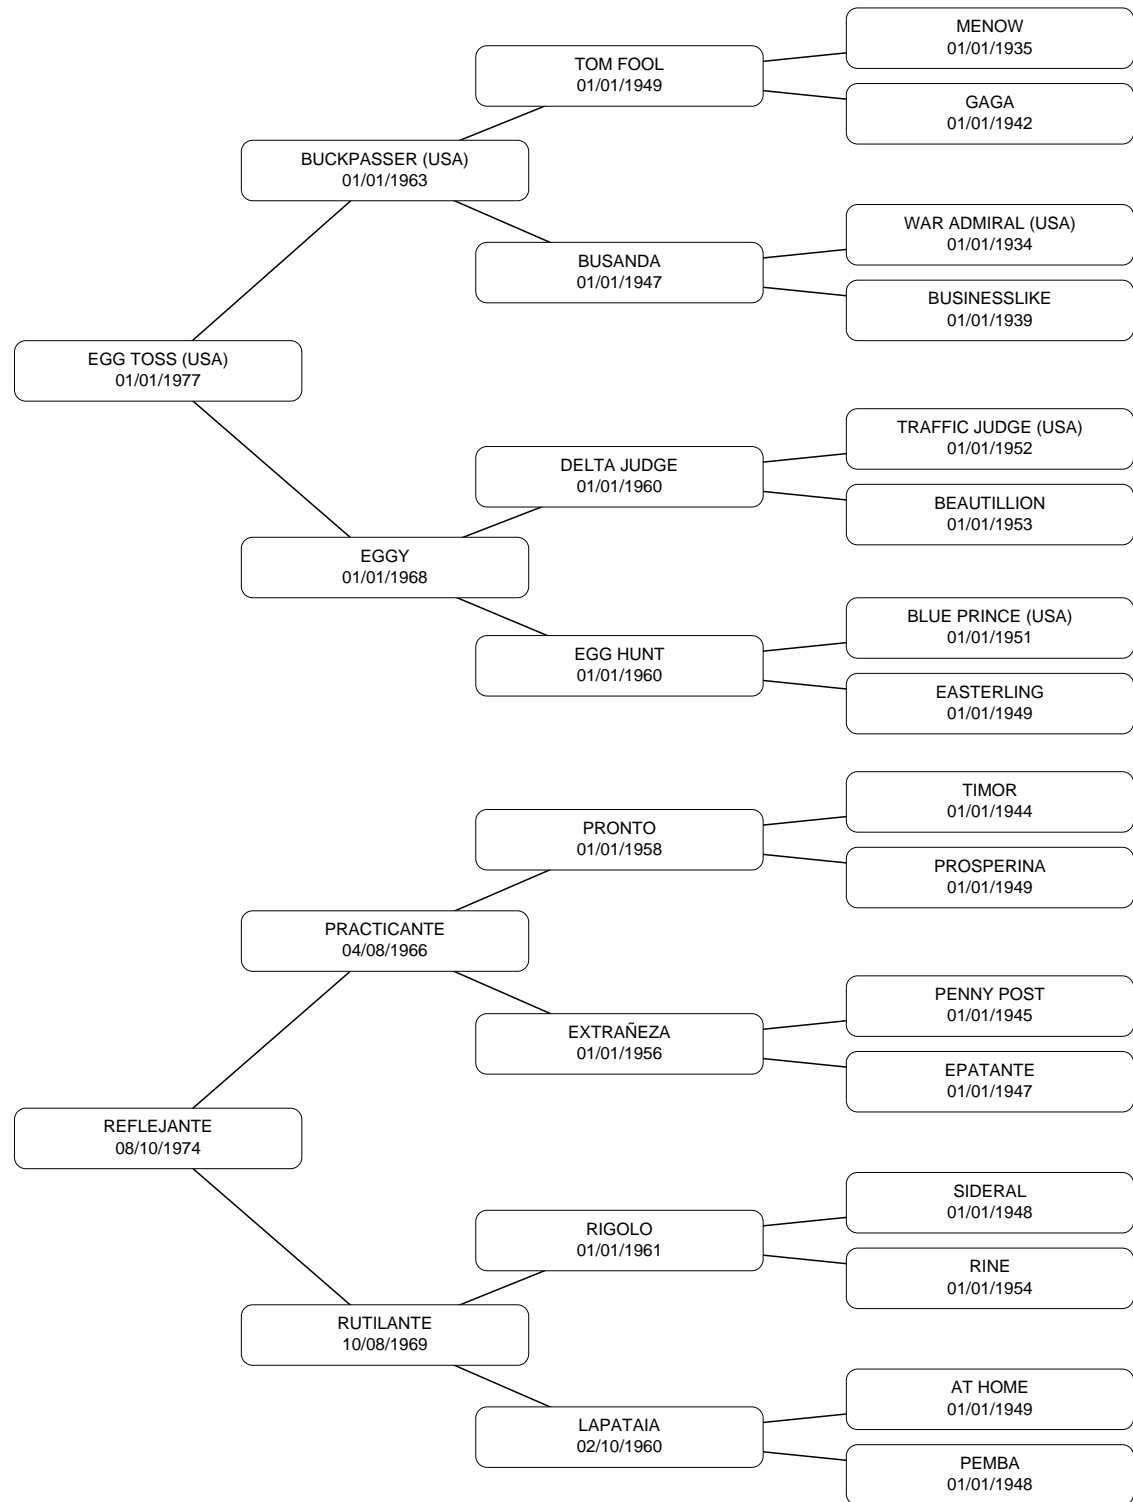 MENOW
01/01/1935
TOM FOOL
01/01/1949
GAGA
01/01/1942
BUCKPASSER (USA)
01/01/1963
WAR ADMIRAL (USA)
01/01/1934
BUSANDA
01/01/1947
BUSINESSLIKE
01/01/1939
EGG TOSS (USA)
01/01/1977
TRAFFIC JUDGE (USA)
01/01/1952
DELTA JUDGE
01/01/1960
BEAUTILLION
01/01/1953
EGGY
01/01/1968
BLUE PRINCE (USA)
01/01/1951
EGG HUNT
01/01/1960
EASTERLING
01/01/1949
TIMOR
01/01/1944
PRONTO
01/01/1958
PROSPERINA
01/01/1949
PRACTICANTE
04/08/1966
PENNY POST
01/01/1945
EXTRAÑEZA
01/01/1956
EPATANTE
01/01/1947
REFLEJANTE
08/10/1974
SIDERAL
01/01/1948
RIGOLO
01/01/1961
RINE
01/01/1954
RUTILANTE
10/08/1969
AT HOME
01/01/1949
LAPATAIA
02/10/1960
PEMBA
01/01/1948